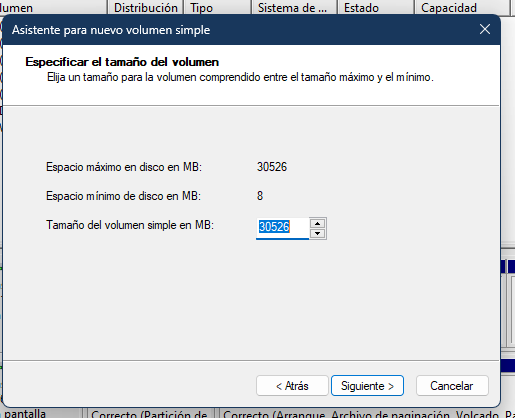 lumen Distribución Tipo Sistema de ... Estado Capacidad
Asistente para nuevo volumen simple
Especificar el tamaño del volumen
Elija un tamaño para la volumen comprendido entre el tamaño máximo y el mínimo.
Espacio máximo en disco en MB: 30526
Espacio mínimo de disco en MB: 8
Tamaño del volumen simple en MB: 30526
< Atrás Siguiente > Cancelar
pantalla Correcto (Partición de Correcto (Arranque, Archivo de paginación, Volcado, Pa